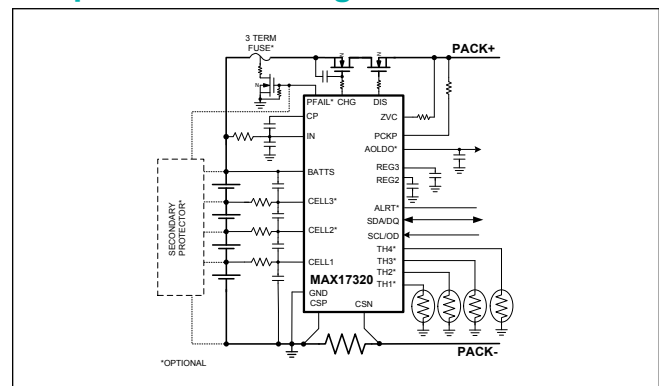 3 TERM
FUSE*
PACK+
N
N
N
PFAIL*
CHG
DIS
CP
ZVC
IN
PCKP
AOLDO*
BATTS
REG3
REG2
SECONDARY
PROTECTOR*
CELL3*
ALRT*
SDA/DQ
CELL2*
SCL/OD
TH4*
TH3*
CELL1
TH2*
MAX17320
TH1*
GND
CSP
CSN
*OPTIONAL
PACK-